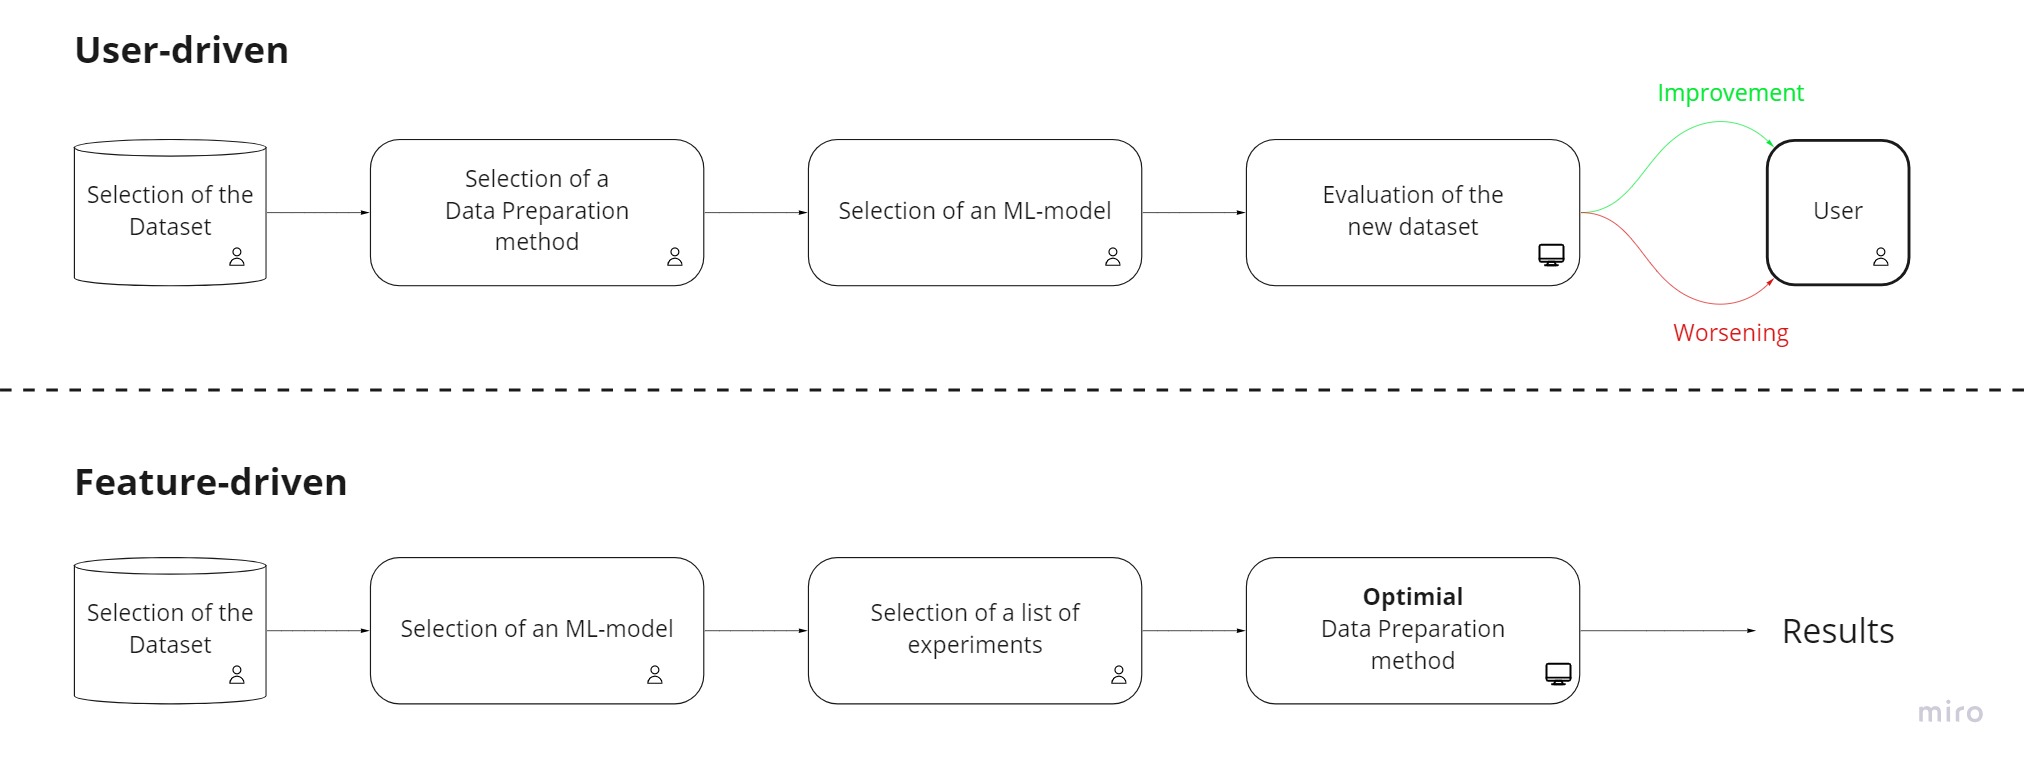 User-driven
Improvement
Selection of the
Dataset
Selection of a
Data Preparation
method
Selection of an ML-model
Evaluation of the
new dataset
User
Worsening
Feature-driven
Selection of the
Dataset
Selection of an ML-model
Selection of a list of
experiments
Optimial
Data Preparation
method
Results
miro